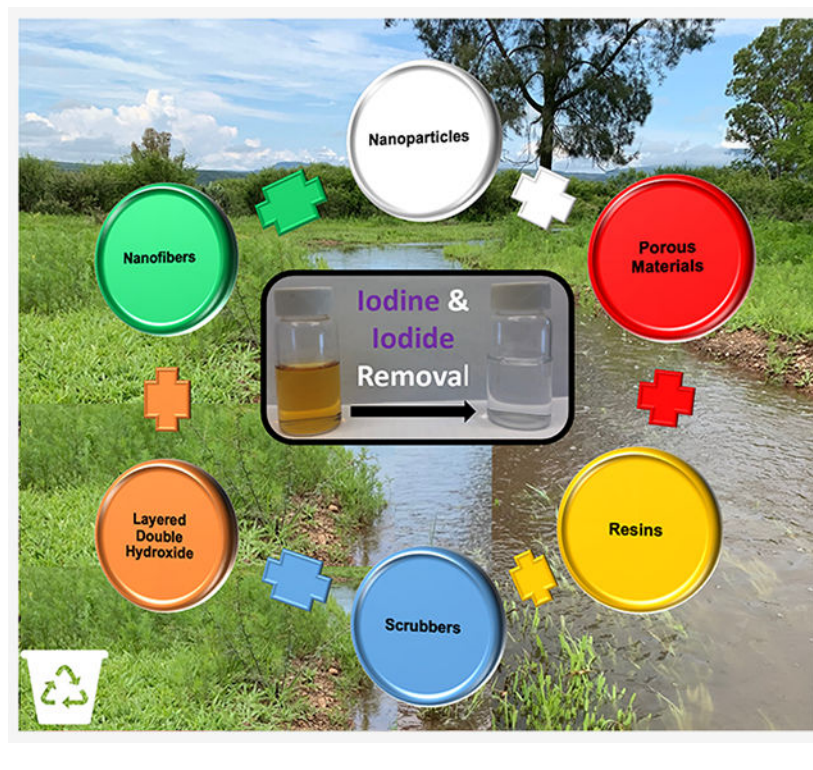 Nanoparticles
Porous
Materials
Resins
Scrubbers
Layered
Double
Hydroxide
Nanofibers
Iodine &
Iodide
Removal